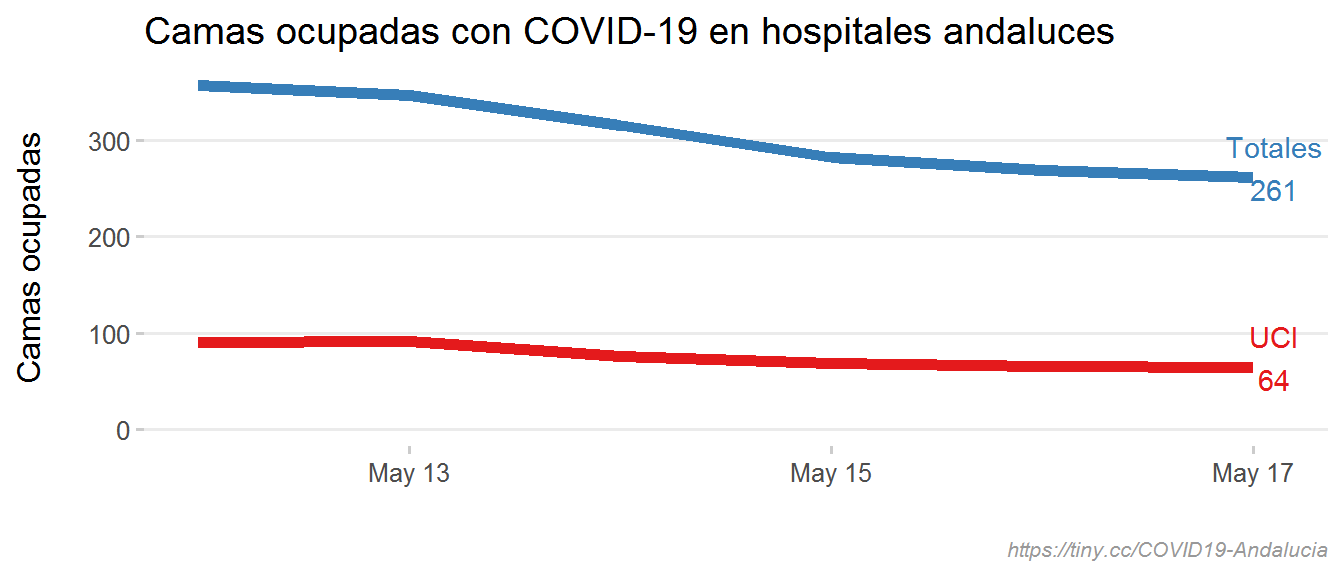 Camas ocupadas con COVID-19 en hospitales andaluces
Camas ocupadas
300
200
100
0
Totales
261
UCI
64
May 13
May 15
May 17
https://tiny.cc/COVID19-Andalucia